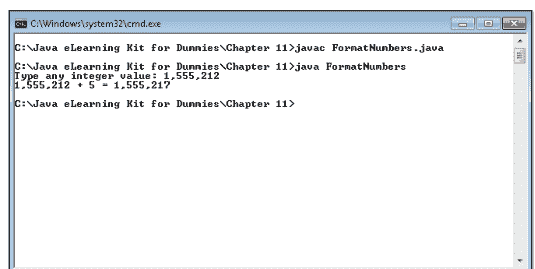 C:\Windows\system32\cmd.exe
C:\Java eLearning Kit for Dummies\Chapter 11>javac FormatNumbers.java
C:\Java eLearning Kit for Dummies\Chapter 11>java FormatNumbers
Type any integer value: 1,555,212
1,555,212 + 5 = 1,555,217
C:\Java eLearning Kit for Dummies\Chapter 11>